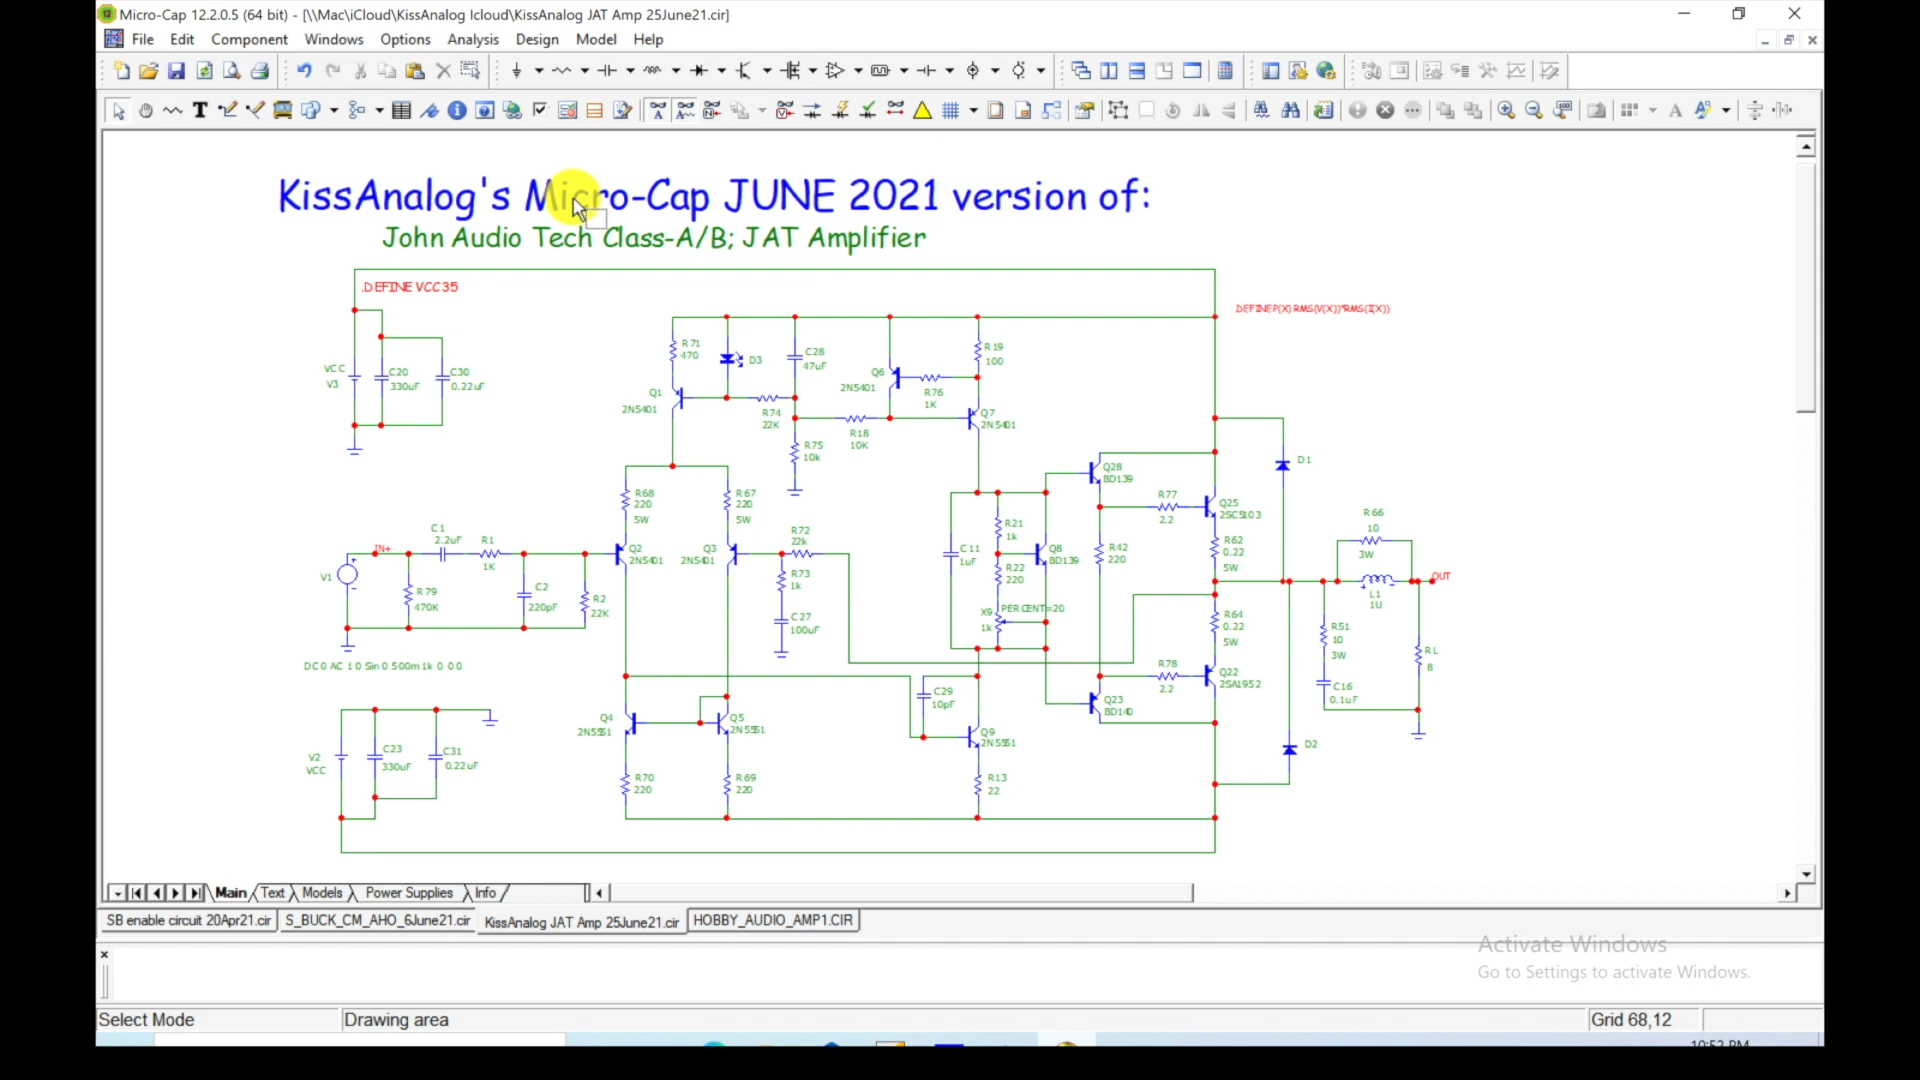 Micro-Cap 12.2.0.5 (64 bit) - [\\Mac\iCloud\KissAnalog Icloud\KissAnalog JAT Amp 25June21.cir]
File Edit Component Windows Options Analysis Design Model Help
KissAnalog's Micro-Cap JUNE 2021 version of:
John Audio Tech Class-A/B; JAT Amplifier
.DEFINE VCC 35
.DEFINE P(X) RMS(V(X))*RMS(I(X))
VCC
V3
C20
330uF
C30
0.22uF
R71
470
D3
C28
47uF
Q6
2N5401
R76
1K
R19
100
Q1
2N5401
R74
22K
R75
10k
R18
10K
Q7
2N5401
R68
220
5W
R67
220
5W
R72
22k
Q28
BD139
R77
2.2
Q25
2SC5103
D1
C1
2.2uF
R1
1K
IN+
V1
R79
470K
C2
220pF
R2
22K
Q2
2N5401
Q3
2N5401
R73
1k
C27
100uF
C11
1uF
R21
1k
R22
220
Q8
BD139
R42
220
X9
1k
PERCENT=20
R62
0.22
5W
R66
10
3W
L1
1U
OUT
R64
0.22
5W
R51
10
3W
C16
0.1uF
RL
8
DC 0 AC 1 0 Sin 0 500m 1k 0 0 0
R78
2.2
Q22
2SA1952
Q23
BD140
C29
10pF
Q9
2N5551
R13
22
Q4
2N5551
Q5
2N5551
R70
220
R69
220
D2
V2
VCC
C23
330uF
C31
0.22uF
Main Text Models Power Supplies Info
SB enable circuit 20Apr21.cir S_BUCK_CM_AHO_6June21.cir KissAnalog JAT Amp 25June21.cir HOBBY_AUDIO_AMP1.CIR
Activate Windows
Go to Settings to activate Windows.
Select Mode Drawing area Grid 68,12
10:52 PM